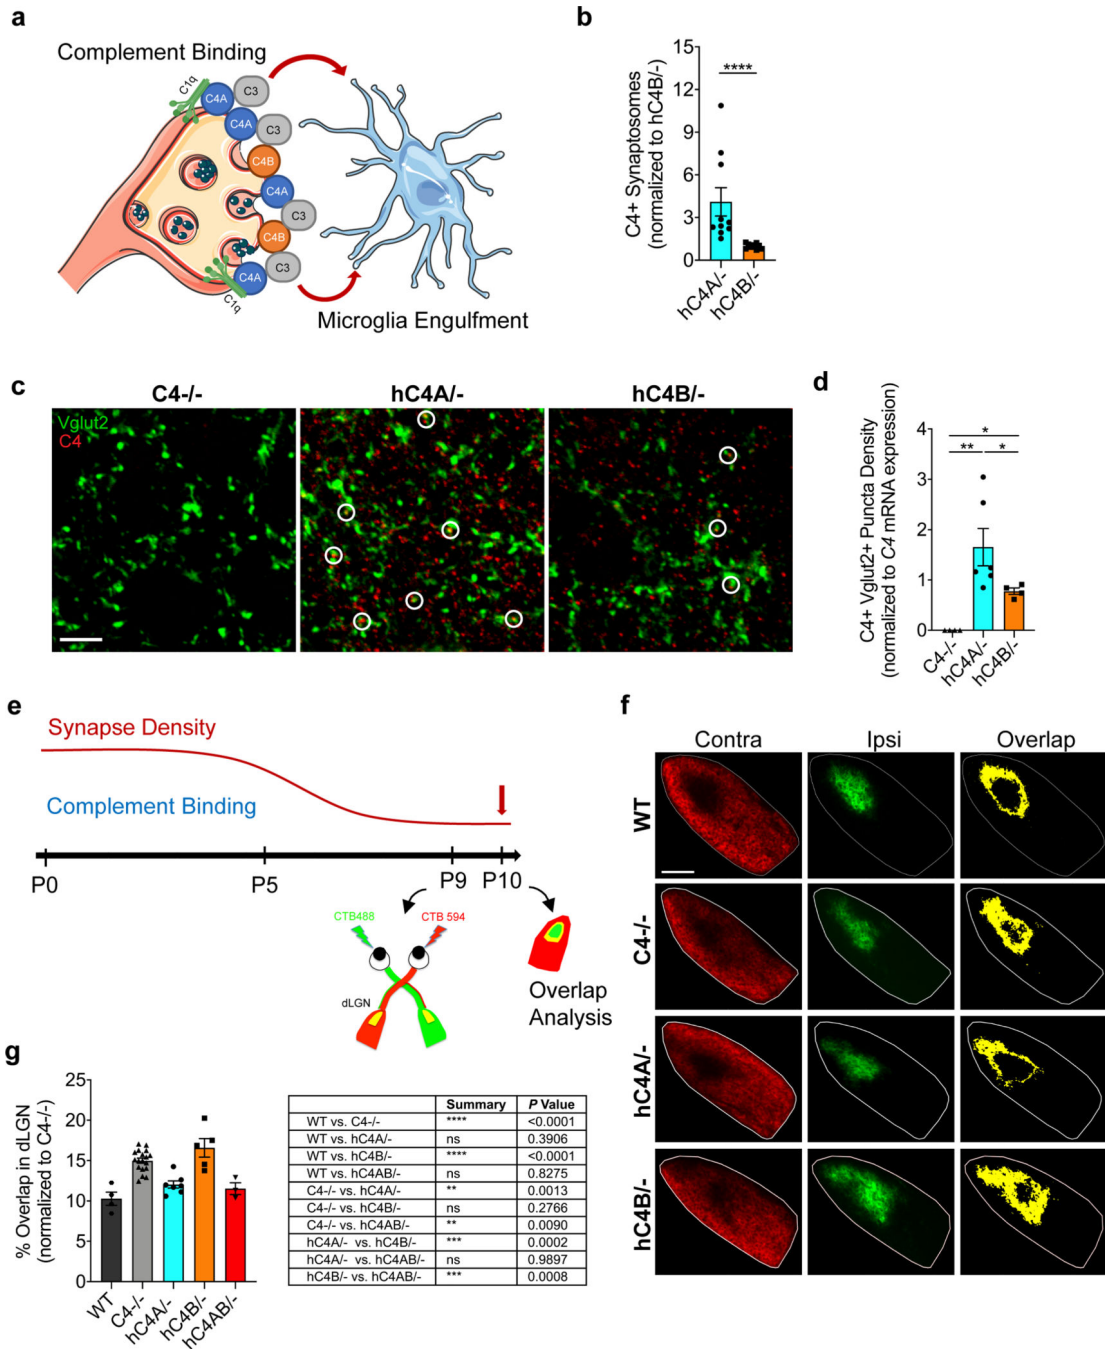 a
Complement Binding
C1q
C4A
C3
C4A
C3
C4B
C4A
C3
C4B
C3
C4A
C1q
Microglia Engulfment
b
C4+ Synaptosomes
(normalized to hC4B/-)
15
12
9
6
3
0
****
hC4A/-
hC4B/-
c
C4-/-
hC4A/-
hC4B/-
Vglut2
C4
d
C4+ Vglut2+ Puncta Density
(normalized to C4 mRNA expression)
4
3
2
1
0
*
**
*
C4-/-
hC4A/-
hC4B/-
e
Synapse Density
Complement Binding
P0
P5
P9
P10
CTB488
CTB 594
dLGN
Overlap
Analysis
f
Contra
Ipsi
Overlap
WT
C4-/-
hC4A/-
hC4B/-
g
% Overlap in dLGN
(normalized to C4-/-)
25
20
15
10
5
0
WT
C4-/-
hC4A/-
hC4B/-
hC4AB/-
Summary P Value
WT vs. C4-/- **** <0.0001
WT vs. hC4A/- ns 0.3906
WT vs. hC4B/- **** <0.0001
WT vs. hC4AB/- ns 0.8275
C4-/- vs. hC4A/- ** 0.0013
C4-/- vs. hC4B/- ns 0.2766
C4-/- vs. hC4AB/- ** 0.0090
hC4A/- vs. hC4B/- *** 0.0002
hC4A/- vs. hC4AB/- ns 0.9897
hC4B/- vs. hC4AB/- *** 0.0008